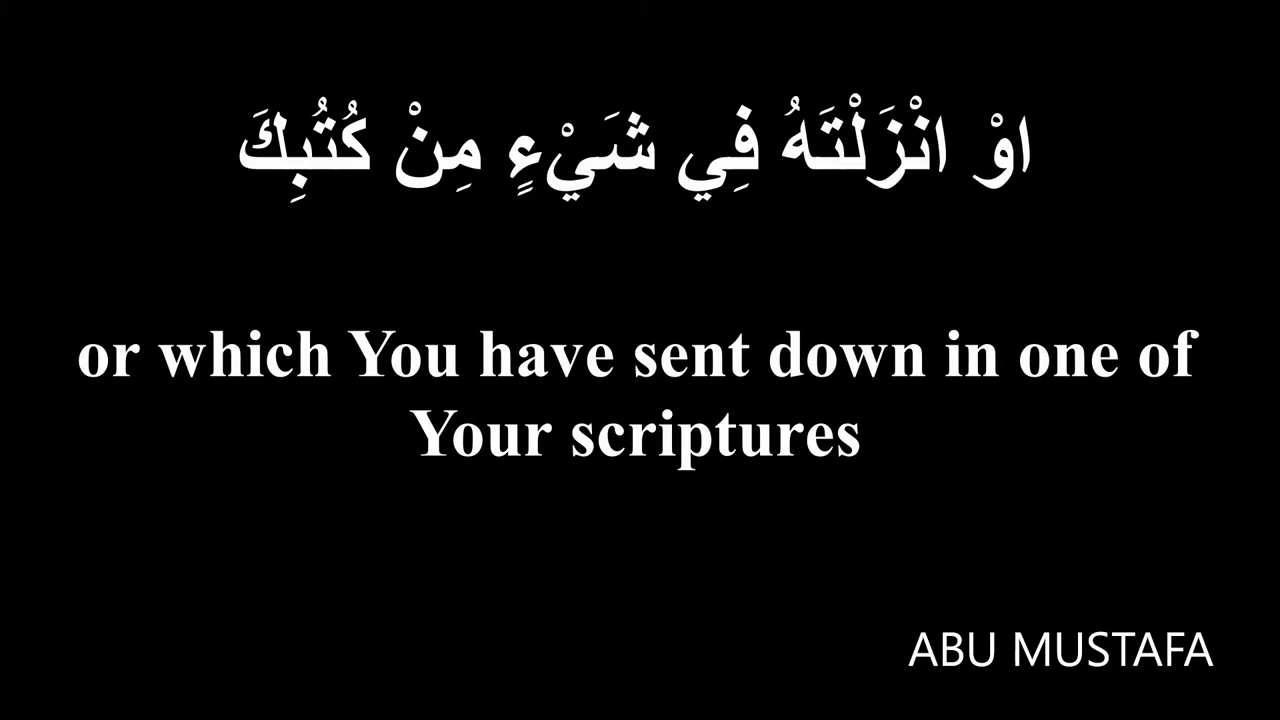 اوْ انْزَلْتَهُ فِي شَيْءٍ مِنْ كُتُبِكَ
or which You have sent down in one of
Your scriptures
ABU MUSTAFA